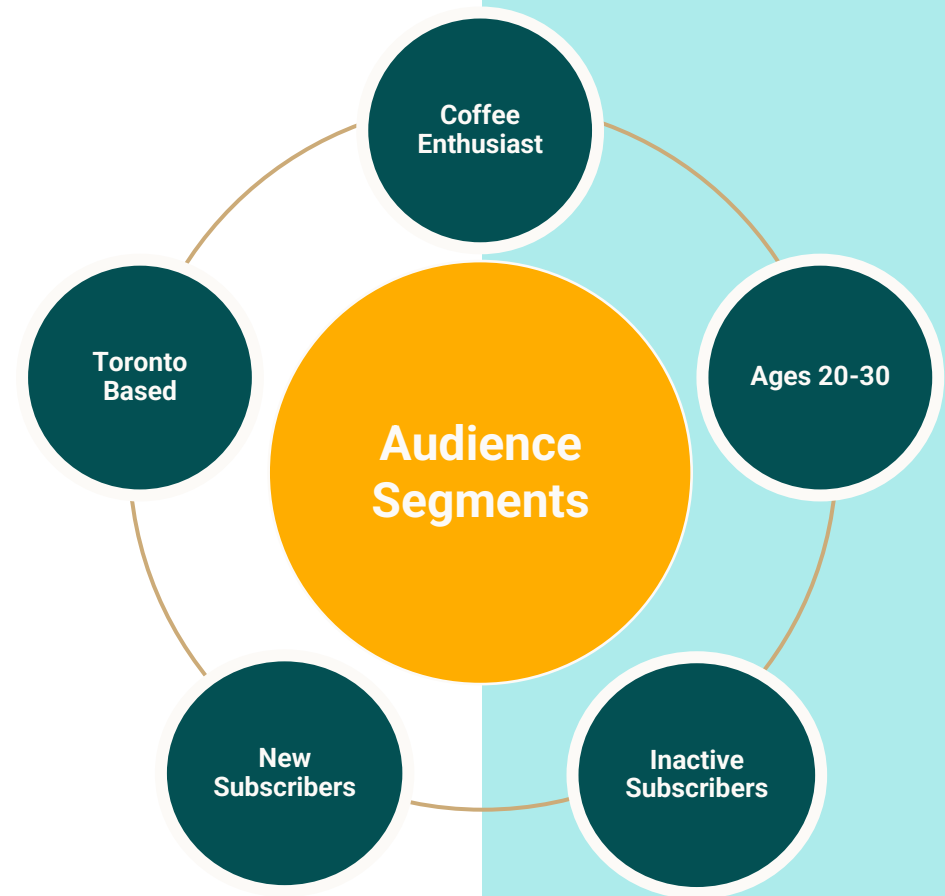 Coffee
Enthusiast
Toronto
Based
Ages 20-30
Audience
Segments
New
Subscribers
Inactive
Subscribers